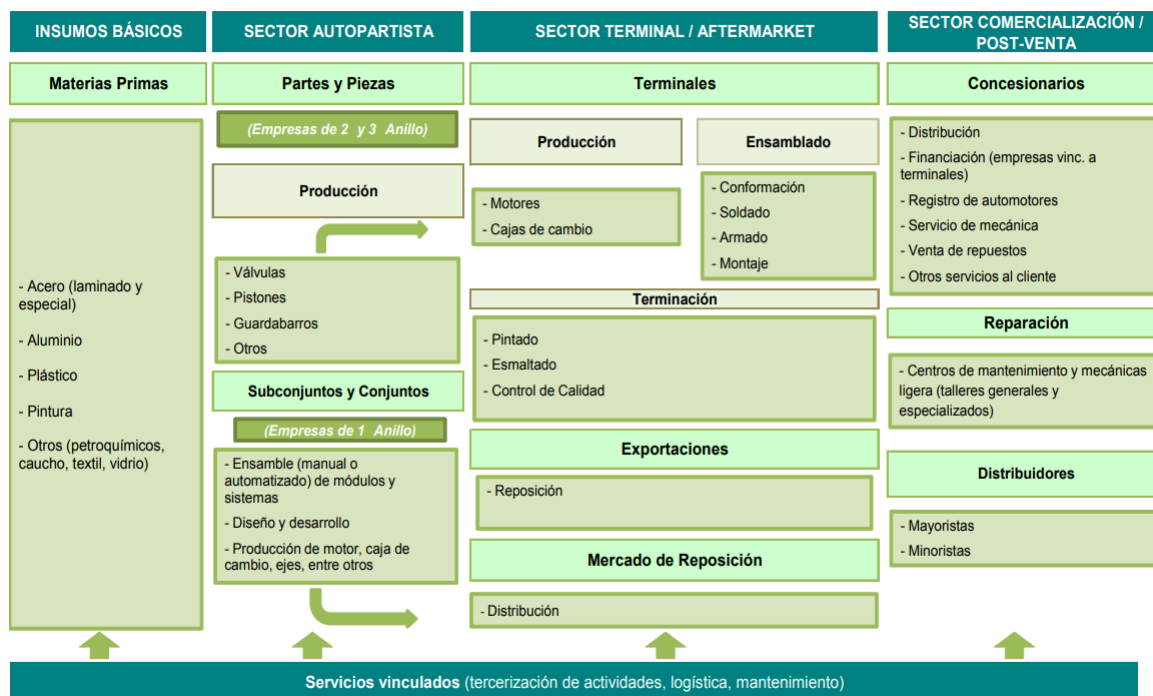 INSUMOS BÁSICOS
Materias Primas
- Acero (laminado y
especial)
- Aluminio
- Plástico
- Pintura
- Otros (petroquímicos,
caucho, textil, vidrio)
SECTOR AUTOPARTISTA
Partes y Piezas
(Empresas de 2 y 3 Anillo)
Producción
- Válvulas
- Pistones
- Guardabarros
- Otros
Subconjuntos y Conjuntos
(Empresas de 1 Anillo)
- Ensamble (manual o
automatizado) de módulos y
sistemas
- Diseño y desarrollo
- Producción de motor, caja de
cambio, ejes, entre otros
SECTOR TERMINAL / AFTERMARKET
Terminales
Producción
- Motores
- Cajas de cambio
Ensamblado
- Conformación
- Soldado
- Armado
- Montaje
Terminación
- Pintado
- Esmaltado
- Control de Calidad
Exportaciones
- Reposición
Mercado de Reposición
- Distribución
SECTOR COMERCIALIZACIÓN /
POST-VENTA
Concesionarios
- Distribución
- Financiación (empresas vinc. a
terminales)
- Registro de automotores
- Servicio de mecánica
- Venta de repuestos
- Otros servicios al cliente
Reparación
- Centros de mantenimiento y mecánicas
ligera (talleres generales y
especializados)
Distribuidores
- Mayoristas
- Minoristas
Servicios vinculados (tercerización de actividades, logística, mantenimiento)